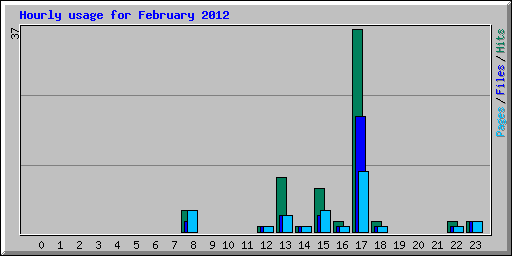 Hourly usage for February 2012
37
Pages / Files / Hits
0 1 2 3 4 5 6 7 8 9 10 11 12 13 14 15 16 17 18 19 20 21 22 23